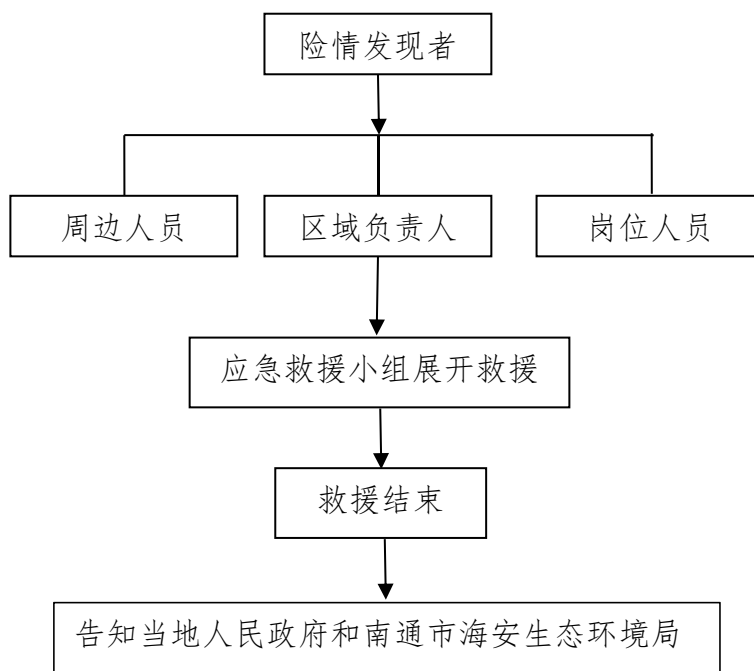 险情发现者
周边人员
区域负责人
岗位人员
应急救援小组展开救援
救援结束
告知当地人民政府和南通市海安生态环境局